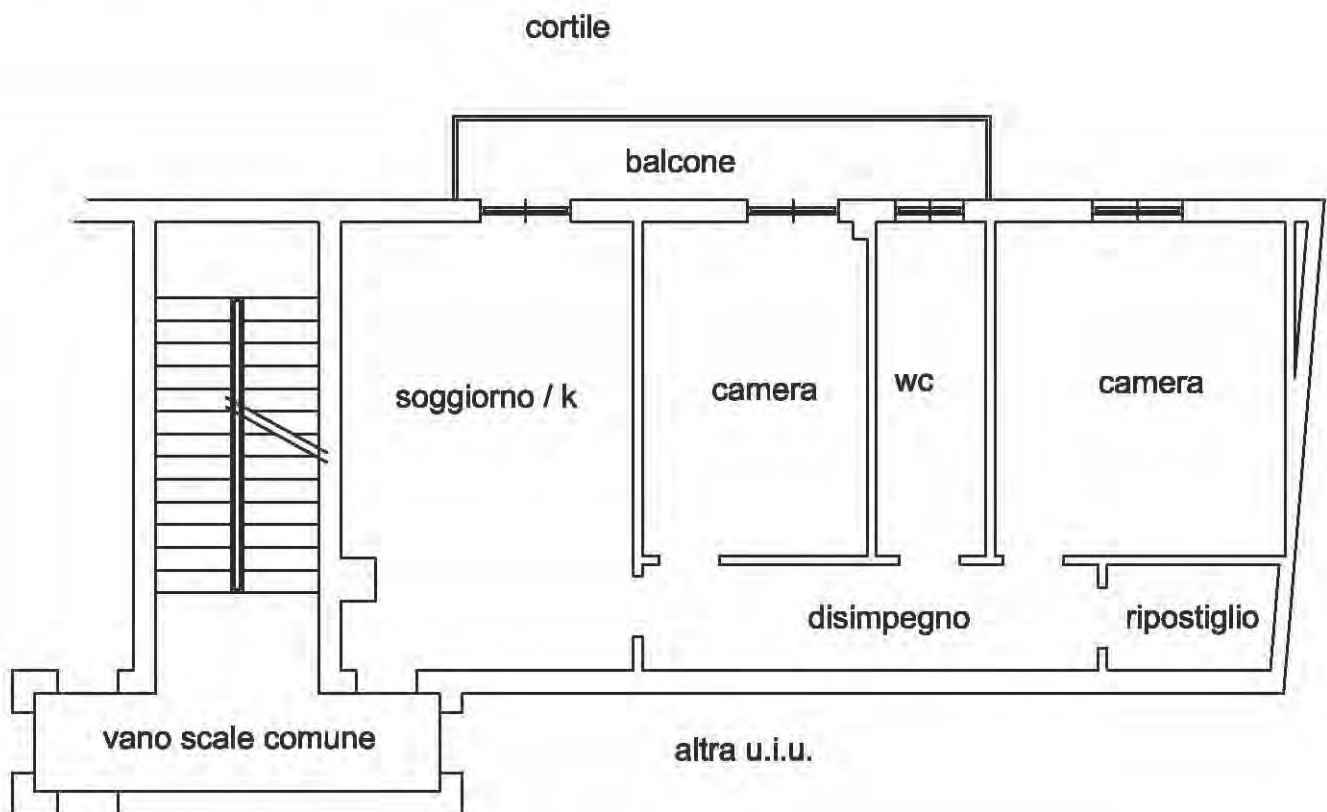 cortile
balcone
soggiorno / k
camera
wc
camera
disimpegno
ripostiglio
vano scale comune
altra u.i.u.